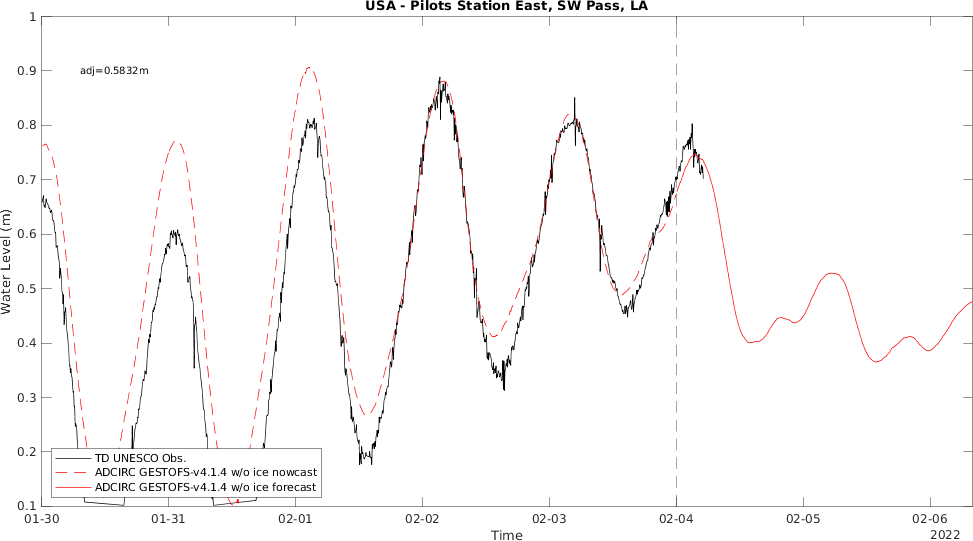 USA - Pilots Station East, SW Pass, LA
adj=0.5832m
Water Level (m)
1
0.9
0.8
0.7
0.6
0.5
0.4
0.3
0.2
0.1
TD UNESCO Obs.
ADCIRC GESTOFS-v4.1.4 w/o ice nowcast
ADCIRC GESTOFS-v4.1.4 w/o ice forecast
01-30 01-31 02-01 02-02 02-03 02-04 02-05 02-06
Time
2022